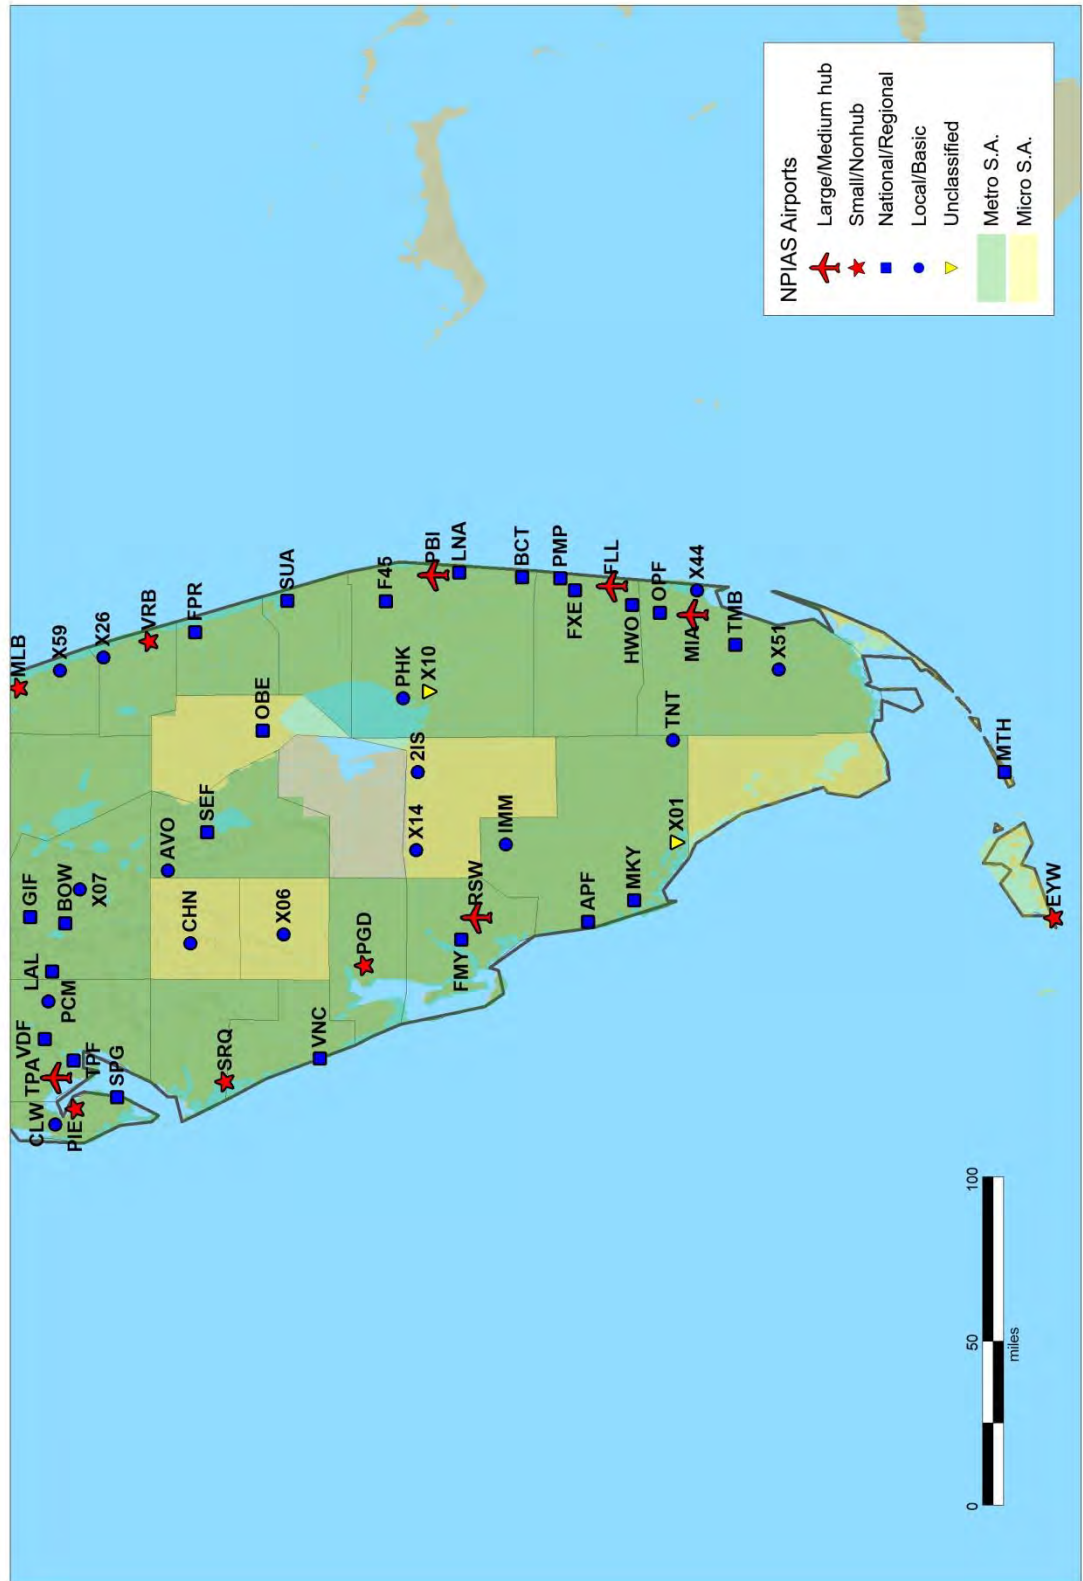 CLW
TPA
VDF
LAL
GIF
MLB
PIE
TPF
PCM
BOW
X59
SPG
X07
X26
VRB
AVO
CHN
SEF
FPR
SRQ
OBE
X06
SUA
VNC
PGD
F45
X14
2IS
PHK
X10
PBI
FMY
RSW
LNA
IMM
BCT
PMP
FXE
APF
FLL
MKY
HWO
OPF
X01
TNT
MIA
X44
TMB
X51
MTH
EYW
NPIAS Airports
Large/Medium hub
Small/Nonhub
National/Regional
Local/Basic
Unclassified
Metro S.A.
Micro S.A.
0 50 100
miles